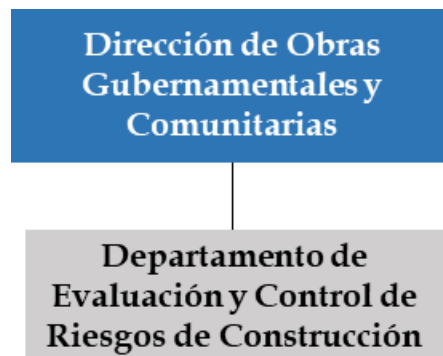 Dirección de Obras
Gubernamentales y
Comunitarias
Departamento de
Evaluación y Control de
Riesgos de Construcción